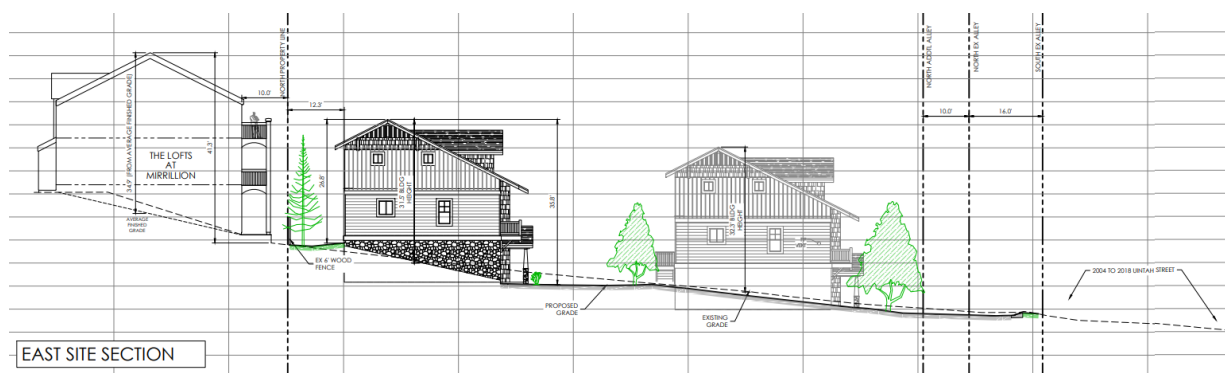 NORTH PROPERTY LINE
NORTH ADDTL ALLEY
NORTH EX ALLEY
SOUTH EX ALLEY
10.0'
12.3'
10.0'
16.0'
34.9' (FROM AVERAGE FINISHED GRADE)
41.3'
THE LOFTS
AT
MIRRILLION
26.8'
31.5' BLDG
HEIGHT
35.8'
32.3' BLDG
HEIGHT
AVERAGE
FINISHED
GRADE
EX 6' WOOD
FENCE
PROPOSED
GRADE
EXISTING
GRADE
2004 TO 2018 UINTAH STREET
EAST SITE SECTION